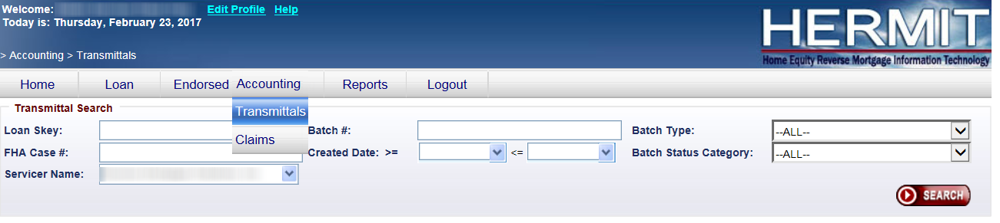 Welcome: Edit Profile Help
Today is: Thursday, February 23, 2017
HERMIT
Home Equity Reverse Mortgage Information Technology
> Accounting > Transmittals
Home Loan Endorsed Accounting Reports Logout
Transmittal Search
Transmittals
Loan Skey: Batch #: Batch Type: --ALL--
Claims
FHA Case #: Created Date: >= <= Batch Status Category: --ALL--
Servicer Name:
SEARCH